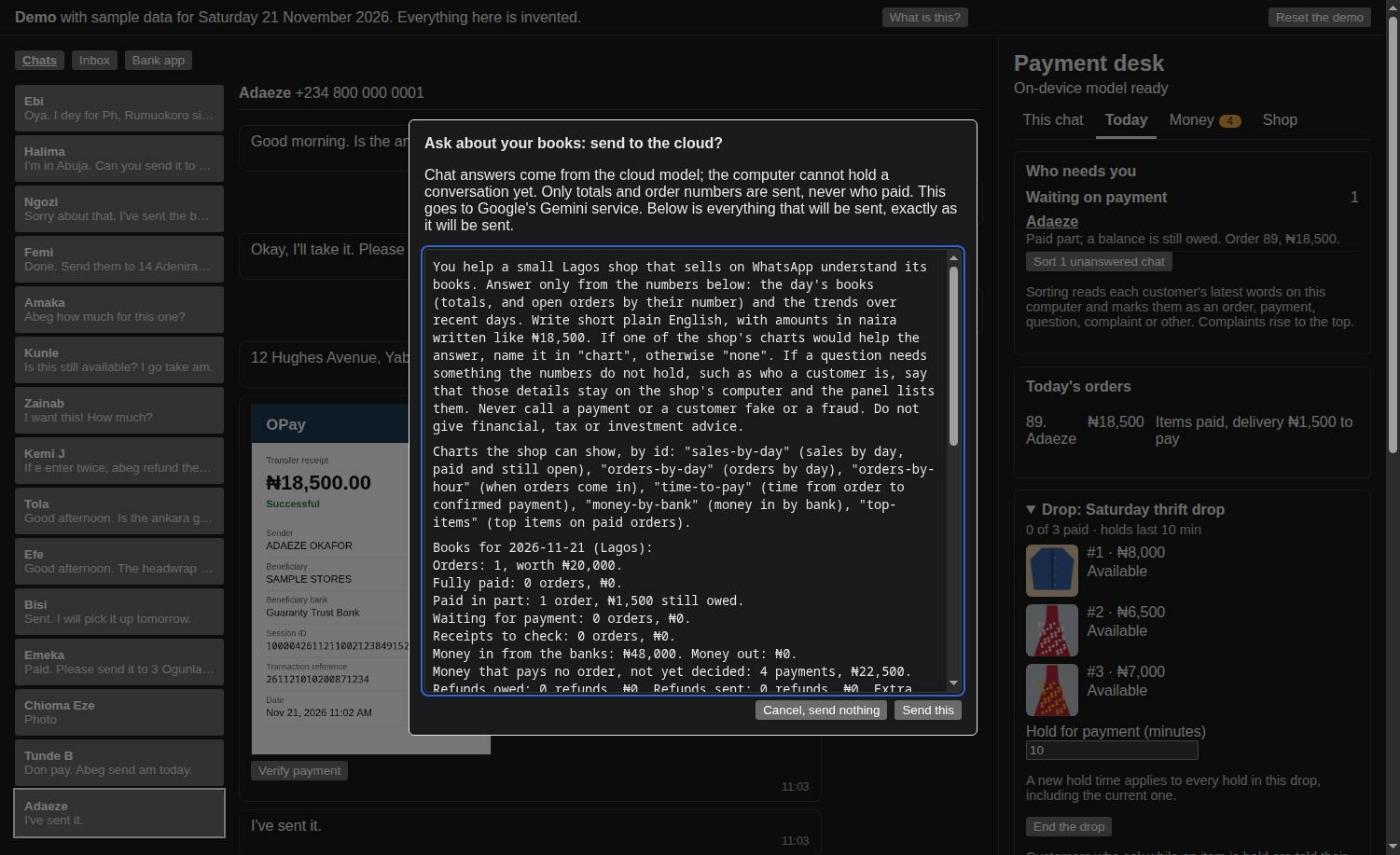 Demo with sample data for Saturday 21 November 2026. Everything here is invented.
What is this?
Reset the demo
Chats
Inbox
Bank app
Ebi
Oya. I dey for Ph, Rumuokoro si…
Halima
I'm in Abuja. Can you send it to …
Ngozi
Sorry about that, I've sent the b…
Femi
Done. Send them to 14 Adenira…
Amaka
Abeg how much for this one?
Kunle
Is this still available? I go take am.
Zainab
I want this! How much?
Kemi J
If e enter twice, abeg refund the…
Tola
Good afternoon. Is the ankara g…
Efe
Good afternoon. The headwrap …
Bisi
Sent. I will pick it up tomorrow.
Emeka
Paid. Please send it to 3 Ogunla…
Chioma Eze
Photo
Tunde B
Don pay. Abeg send am today.
Adaeze
I've sent it.
Adaeze +234 800 000 0001
Good morning. Is the
Okay, I'll take it. Please
12 Hughes Avenue,
OPay
Transfer receipt
₦18,500.00
Successful
Sender
ADAEZE OKAFOR
Beneficiary
SAMPLE STORES
Beneficiary bank
Guaranty Trust Bank
Session ID
Transaction reference
261121010200871234
Date
Nov 21, 2026 11:02 AM
Verify payment
11:03
I've sent it.
11:03
Ask about your books: send to the cloud?
Chat answers come from the cloud model; the computer cannot hold a
conversation yet. Only totals and order numbers are sent, never who paid. This
goes to Google's Gemini service. Below is everything that will be sent, exactly as
it will be sent.
You help a small Lagos shop that sells on WhatsApp understand its
books. Answer only from the numbers below: the day's books
(totals, and open orders by their number) and the trends over
recent days. Write short plain English, with amounts in naira
written like ₦18,500. If one of the shop's charts would help the
answer, name it in "chart", otherwise "none". If a question needs
something the numbers do not hold, such as who a customer is, say
that those details stay on the shop's computer and the panel lists
them. Never call a payment or a customer fake or a fraud. Do not
give financial, tax or investment advice.
Charts the shop can show, by id: "sales-by-day" (sales by day,
paid and still open), "orders-by-day" (orders by day), "orders-by-
hour" (when orders come in), "time-to-pay" (time from order to
confirmed payment), "money-by-bank" (money in by bank), "top-
items" (top items on paid orders).
Books for 2026-11-21 (Lagos):
Orders: 1, worth ₦20,000.
Fully paid: 0 orders, ₦0.
Paid in part: 1 order, ₦1,500 still owed.
Waiting for payment: 0 orders, ₦0.
Receipts to check: 0 orders, ₦0.
Money in from the banks: ₦48,000. Money out: ₦0.
Money that pays no order, not yet decided: 4 payments, ₦22,500.
Refunds owed: 0 refunds, ₦0. Refunds sent: 0 refunds, ₦0. Extra
Cancel, send nothing
Send this
Payment desk
On-device model ready
This chat
Today
Money 4
Shop
Who needs you
Waiting on payment 1
Adaeze
Paid part; a balance is still owed. Order 89, ₦18,500.
Sort 1 unanswered chat
Sorting reads each customer's latest words on this
computer and marks them as an order, payment,
question, complaint or other. Complaints rise to the top.
Today's orders
89. ₦18,500 Items paid, delivery ₦1,500 to
Adaeze pay
▼ Drop: Saturday thrift drop
0 of 3 paid · holds last 10 min
#1 · ₦8,000
Available
#2 · ₦6,500
Available
#3 · ₦7,000
Available
Hold for payment (minutes)
10
A new hold time applies to every hold in this drop,
including the current one.
End the drop